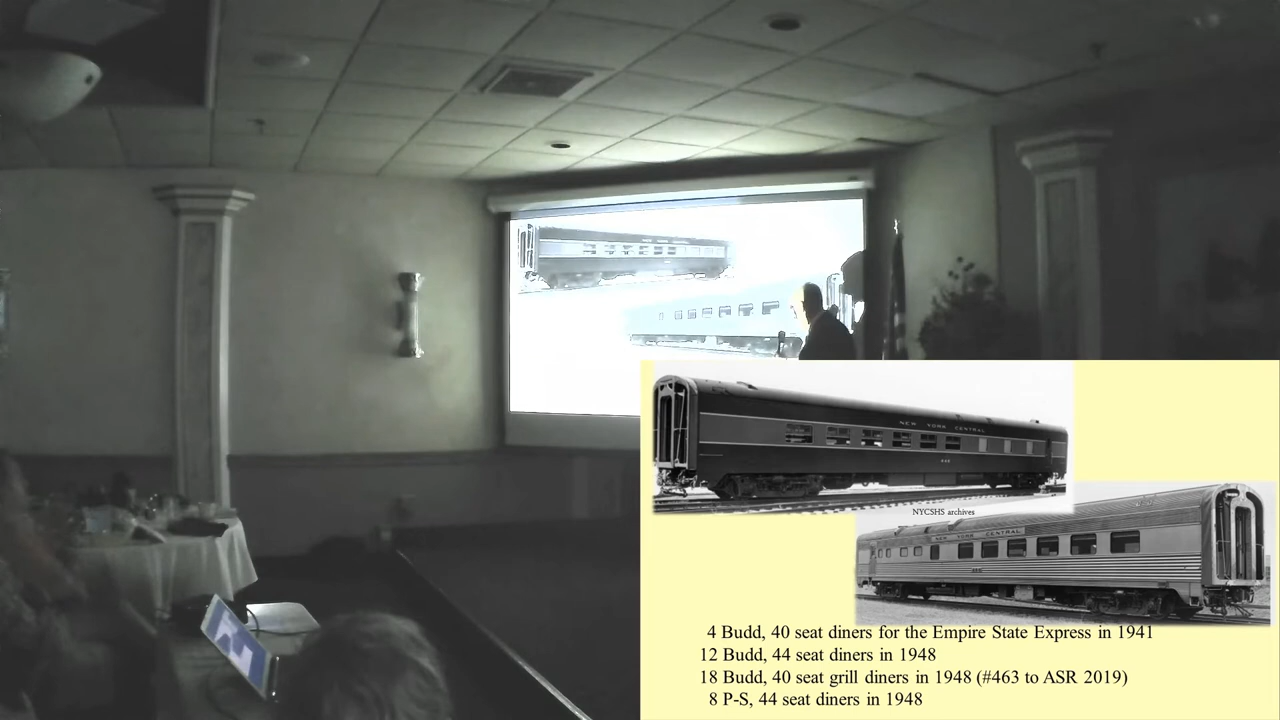 NEW YORK CENTRAL
NYCSHS archives
NEW YORK CENTRAL
4 Budd, 40 seat diners for the Empire State Express in 1941
12 Budd, 44 seat diners in 1948
18 Budd, 40 seat grill diners in 1948 (#463 to ASR 2019)
8 P-S, 44 seat diners in 1948